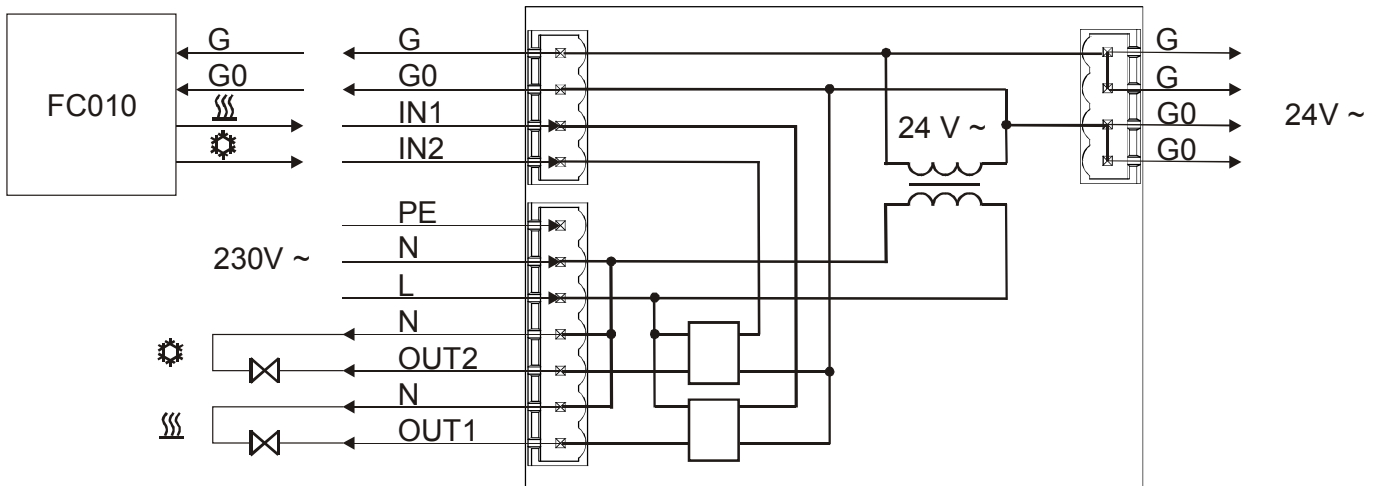 FC010
G
G0
G
G0
IN1
IN2
PE
N
230V ~
L
N
OUT2
N
OUT1
24 V ~
G
G
G0
G0
24V ~